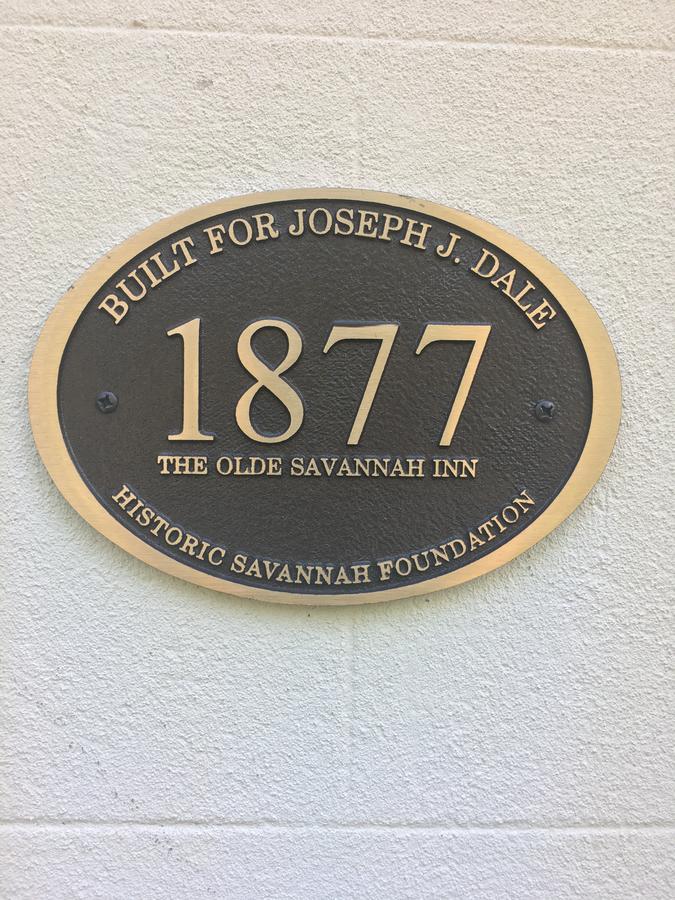 BUILT FOR JOSEPH J. DALE
1877
THE OLDE SAVANNAH INN
HISTORIC SAVANNAH FOUNDATION